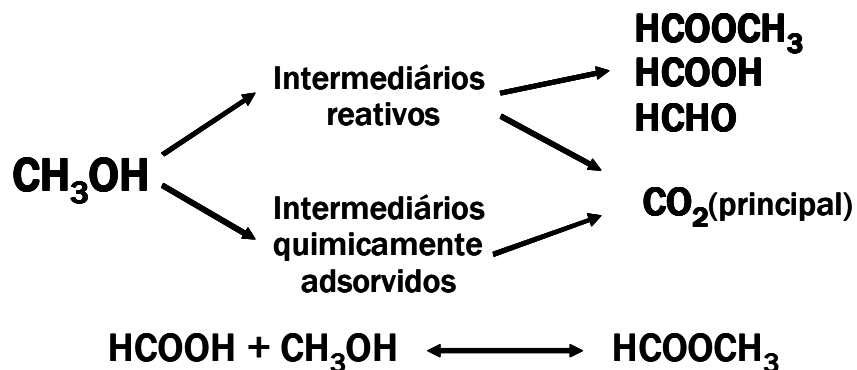 HCOOCH₃
HCOOH
HCHO
Intermediários
reativos
CH₃OH
CO₂(principal)
Intermediários
quimicamente
adsorvidos
HCOOH + CH₃OH ⟷ HCOOCH₃